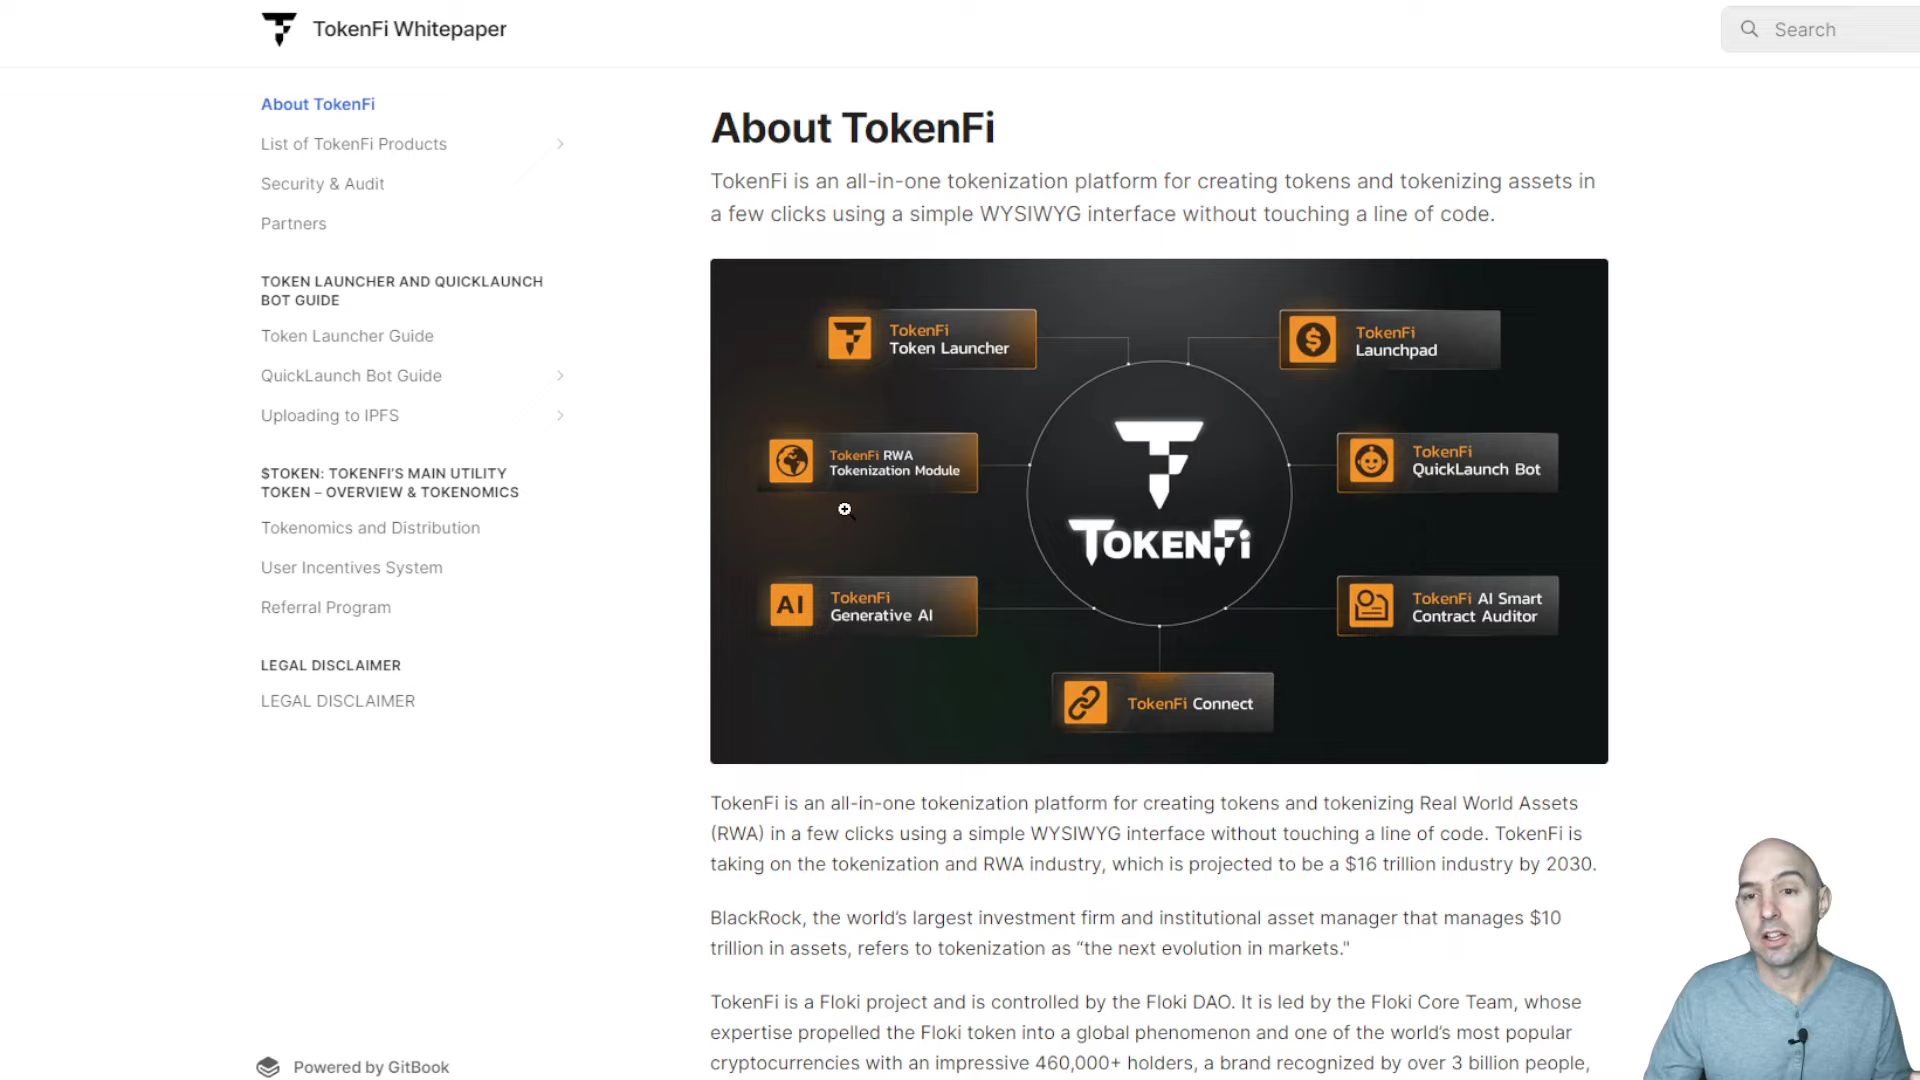 TokenFi Whitepaper
Search
About TokenFi
List of TokenFi Products
Security & Audit
Partners
TOKEN LAUNCHER AND QUICKLAUNCH
BOT GUIDE
Token Launcher Guide
QuickLaunch Bot Guide
Uploading to IPFS
$TOKEN: TOKENFI'S MAIN UTILITY
TOKEN – OVERVIEW & TOKENOMICS
Tokenomics and Distribution
User Incentives System
Referral Program
LEGAL DISCLAIMER
LEGAL DISCLAIMER
Powered by GitBook
About TokenFi
TokenFi is an all-in-one tokenization platform for creating tokens and tokenizing assets in
a few clicks using a simple WYSIWYG interface without touching a line of code.
TokenFi
Token Launcher
TokenFi
Launchpad
TokenFi RWA
Tokenization Module
TokenFi
QuickLaunch Bot
TOKENFi
AI
TokenFi
Generative AI
TokenFi AI Smart
Contract Auditor
TokenFi Connect
TokenFi is an all-in-one tokenization platform for creating tokens and tokenizing Real World Assets
(RWA) in a few clicks using a simple WYSIWYG interface without touching a line of code. TokenFi is
taking on the tokenization and RWA industry, which is projected to be a $16 trillion industry by 2030.
BlackRock, the world's largest investment firm and institutional asset manager that manages $10
trillion in assets, refers to tokenization as "the next evolution in markets."
TokenFi is a Floki project and is controlled by the Floki DAO. It is led by the Floki Core Team, whose
expertise propelled the Floki token into a global phenomenon and one of the world's most popular
cryptocurrencies with an impressive 460,000+ holders, a brand recognized by over 3 billion people,